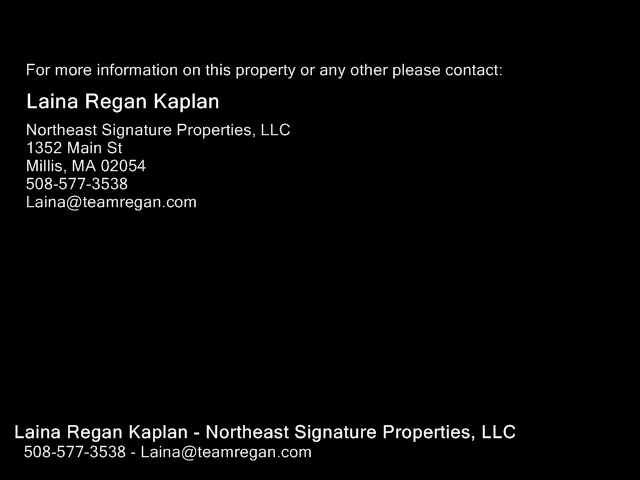 For more information on this property or any other please contact:
Laina Regan Kaplan
Northeast Signature Properties, LLC
1352 Main St
Millis, MA 02054
508-577-3538
Laina@teamregan.com
Laina Regan Kaplan - Northeast Signature Properties, LLC
508-577-3538 - Laina@teamregan.com